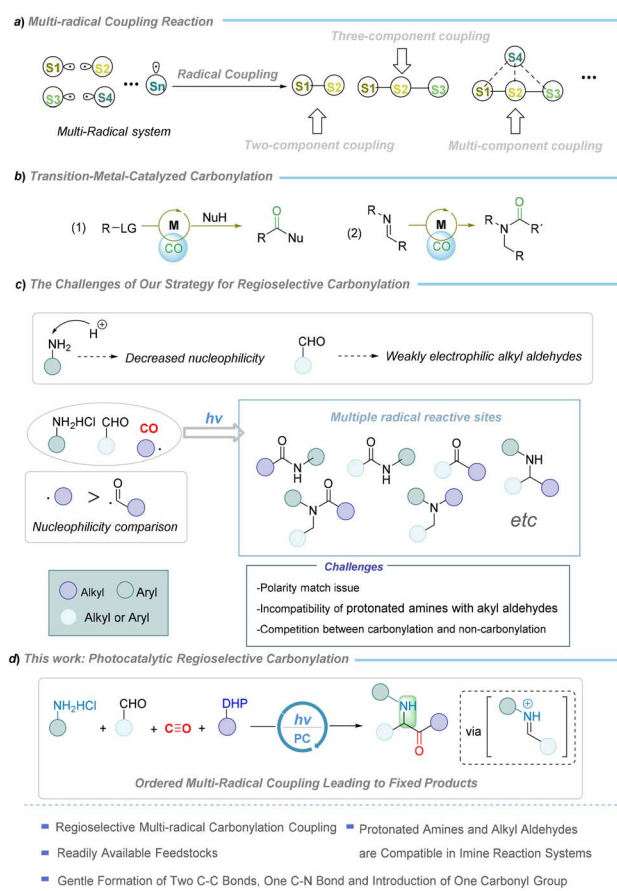 a) Multi-radical Coupling Reaction
Three-component coupling
S1 S2 ... Sn
S3 S4
Radical Coupling
S1 S2
S1 S2 S3
S4
S1 S2 S3
...
Multi-Radical system
Two-component coupling
Multi-component coupling
b) Transition-Metal-Catalyzed Carbonylation
(1) R–LG M CO NuH O R Nu
(2) R N R M CO R N O R' R
c) The Challenges of Our Strategy for Regioselective Carbonylation
H⊕
NH2
Decreased nucleophilicity
CHO
Weakly electrophilic alkyl aldehydes
NH2HCl CHO CO
hv
Multiple radical reactive sites
O N H
O N H
O
NH
· > · O
Nucleophilicity comparison
N O
N
etc
Alkyl Aryl
Alkyl or Aryl
Challenges
-Polarity match issue
-Incompatibility of protonated amines with akyl aldehydes
-Competition between carbonylation and non-carbonylation
d) This work: Photocatalytic Regioselective Carbonylation
NH2HCl + CHO + C≡O + DHP
hv
PC
NH O
via
⊕
NH
Ordered Multi-Radical Coupling Leading to Fixed Products
Regioselective Multi-radical Carbonylation Coupling
Protonated Amines and Alkyl Aldehydes
Readily Available Feedstocks
are Compatible in Imine Reaction Systems
Gentle Formation of Two C-C Bonds, One C-N Bond and Introduction of One Carbonyl Group